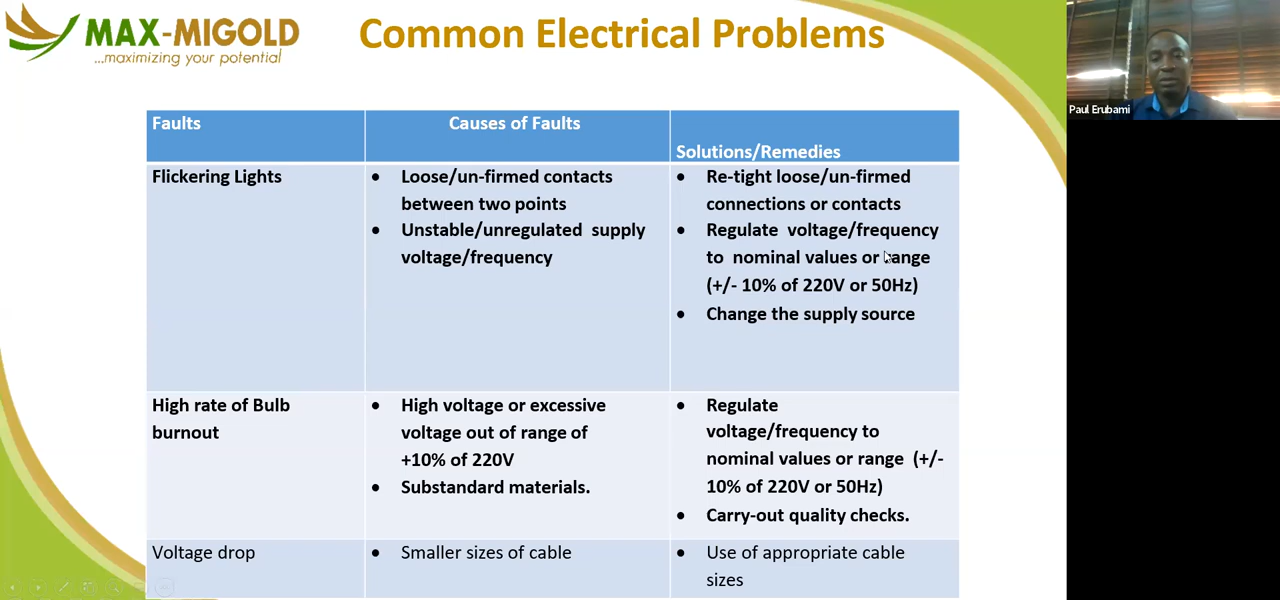 MAX-MIGOLD
...maximizing your potential
Common Electrical Problems
Paul Erubami
Faults
Causes of Faults
Solutions/Remedies
Flickering Lights
• Loose/un-firmed contacts
between two points
• Unstable/unregulated supply
voltage/frequency
• Re-tight loose/un-firmed
connections or contacts
• Regulate voltage/frequency
to nominal values or range
(+/- 10% of 220V or 50Hz)
• Change the supply source
High rate of Bulb
burnout
• High voltage or excessive
voltage out of range of
+10% of 220V
• Substandard materials.
• Regulate
voltage/frequency to
nominal values or range (+/-
10% of 220V or 50Hz)
• Carry-out quality checks.
Voltage drop
• Smaller sizes of cable
• Use of appropriate cable
sizes